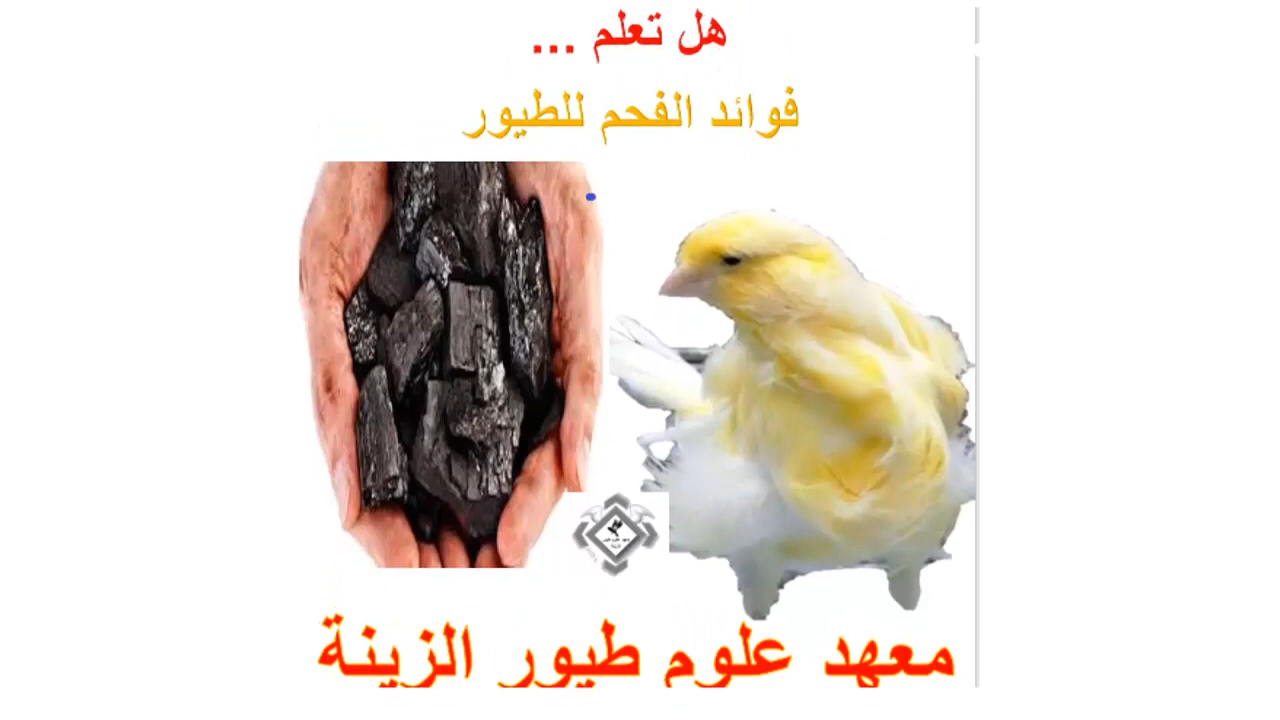 هل تعلم ...
فوائد الفحم للطيور
معهد علوم طيور الزينة